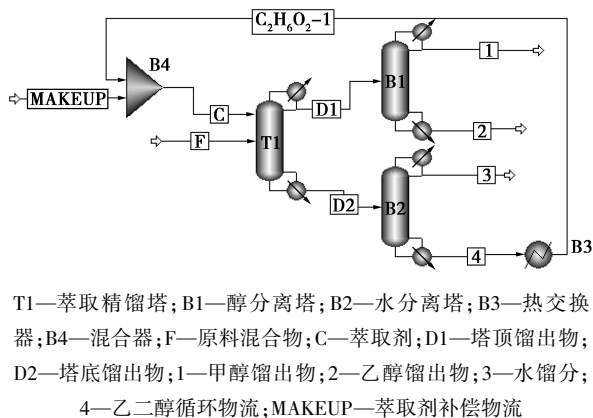 C₂H₆O₂-1
B4
1
MAKEUP
B1
C
D1
F
T1
2
3
D2
B2
4
B3
T1—萃取精馏塔;B1—醇分离塔;B2—水分离塔;B3—热交换
器;B4—混合器;F—原料混合物;C—萃取剂;D1—塔顶馏出物;
D2—塔底馏出物;1—甲醇馏出物;2—乙醇馏出物;3—水馏分;
4—乙二醇循环物流;MAKEUP—萃取剂补偿物流